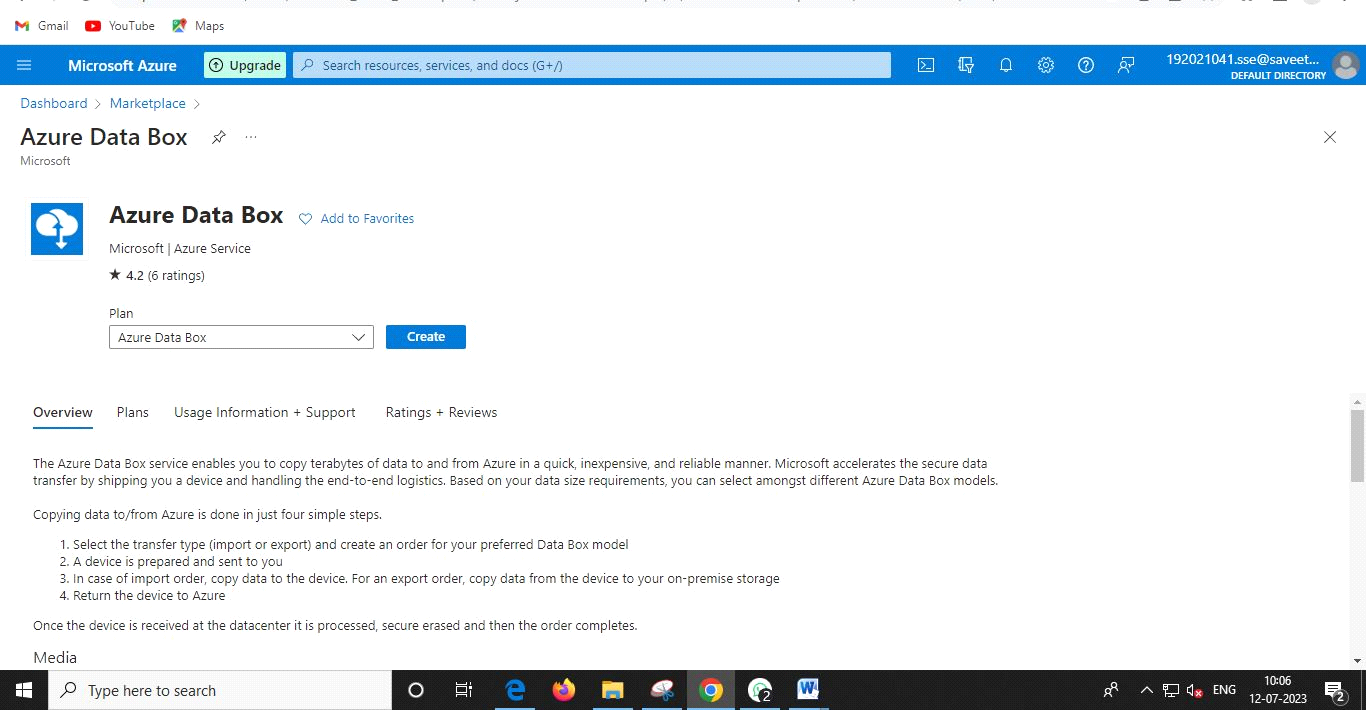 Gmail YouTube Maps
Microsoft Azure Upgrade Search resources, services, and docs (G+/) 192021041.sse@saveet...
DEFAULT DIRECTORY
Dashboard > Marketplace >
Azure Data Box ...
Microsoft
Azure Data Box Add to Favorites
Microsoft | Azure Service
★ 4.2 (6 ratings)
Plan
Azure Data Box Create
Overview Plans Usage Information + Support Ratings + Reviews
The Azure Data Box service enables you to copy terabytes of data to and from Azure in a quick, inexpensive, and reliable manner. Microsoft accelerates the secure data
transfer by shipping you a device and handling the end-to-end logistics. Based on your data size requirements, you can select amongst different Azure Data Box models.
Copying data to/from Azure is done in just four simple steps.
1. Select the transfer type (import or export) and create an order for your preferred Data Box model
2. A device is prepared and sent to you
3. In case of import order, copy data to the device. For an export order, copy data from the device to your on-premise storage
4. Return the device to Azure
Once the device is received at the datacenter it is processed, secure erased and then the order completes.
Media
Type here to search 2 ENG 10:06
12-07-2023 2